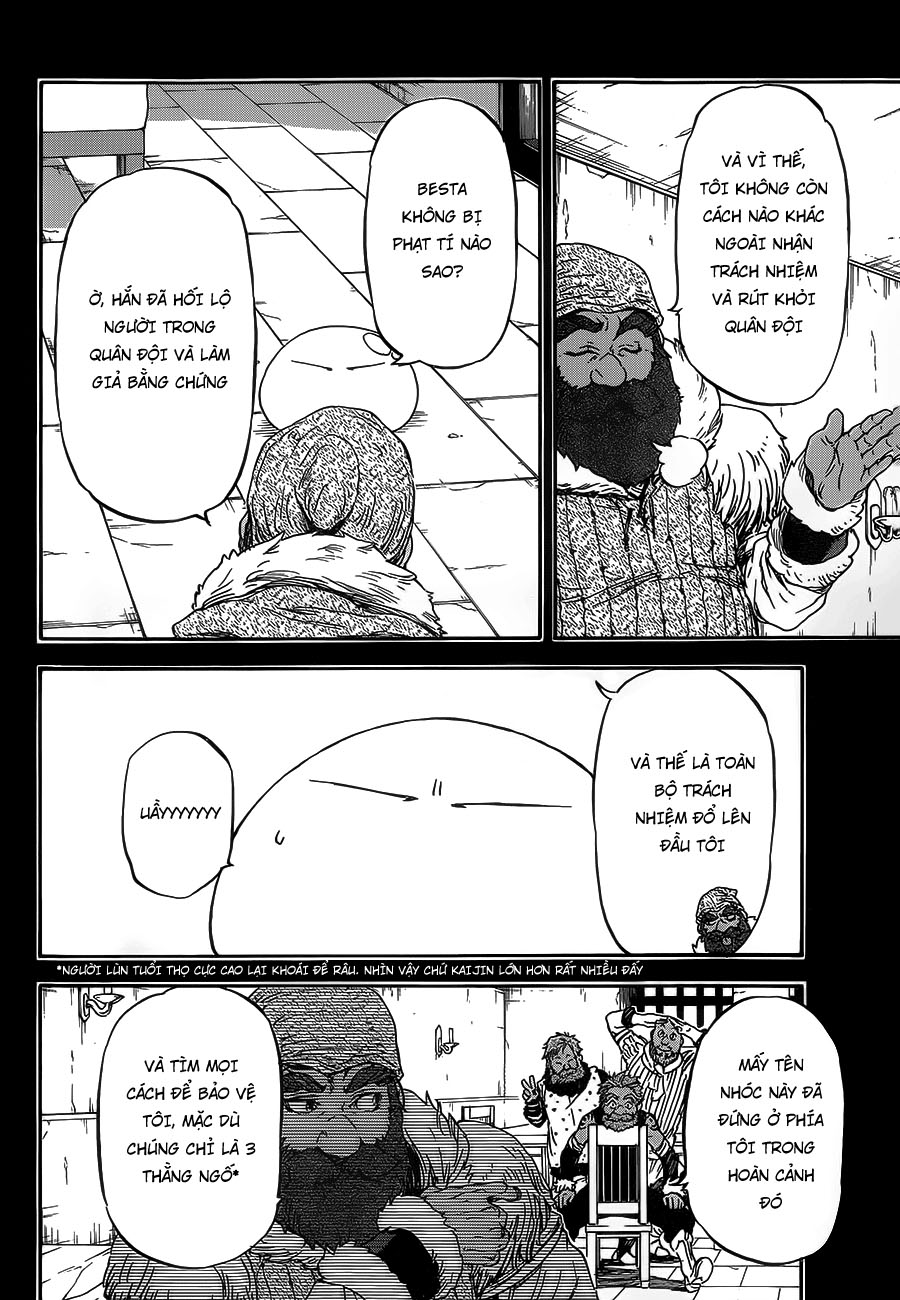 VÀ VÌ THẾ,
TÔI KHÔNG CÒN
CÁCH NÀO KHÁC
NGOÀI NHẬN
TRÁCH NHIỆM
VÀ RÚT KHỎI
QUÂN ĐỘI
BESTA
KHÔNG BỊ
PHẠT TÍ NÀO
SAO?
Ờ, HẮN ĐÃ HỐI LỘ
NGƯỜI TRONG
QUÂN ĐỘI VÀ LÀM
GIẢ BẰNG CHỨNG
VÀ THẾ LÀ TOÀN
BỘ TRÁCH
NHIỆM ĐỔ LÊN
ĐẦU TÔI
UẦYYYYYYY
*NGƯỜI LÙN TUỔI THỌ CỰC CAO LẠI KHOÁI ĐỂ RÂU. NHÌN VẬY CHỨ KAIJIN LỚN HƠN RẤT NHIỀU ĐẤY
MẤY TÊN
NHÓC NÀY ĐÃ
ĐỨNG Ở PHÍA
TÔI TRONG
HOÀN CẢNH
ĐÓ
VÀ TÌM MỌI
CÁCH ĐỂ BẢO VỆ
TÔI, MẶC DÙ
CHÚNG CHỈ LÀ 3
THẰNG NGỐ*